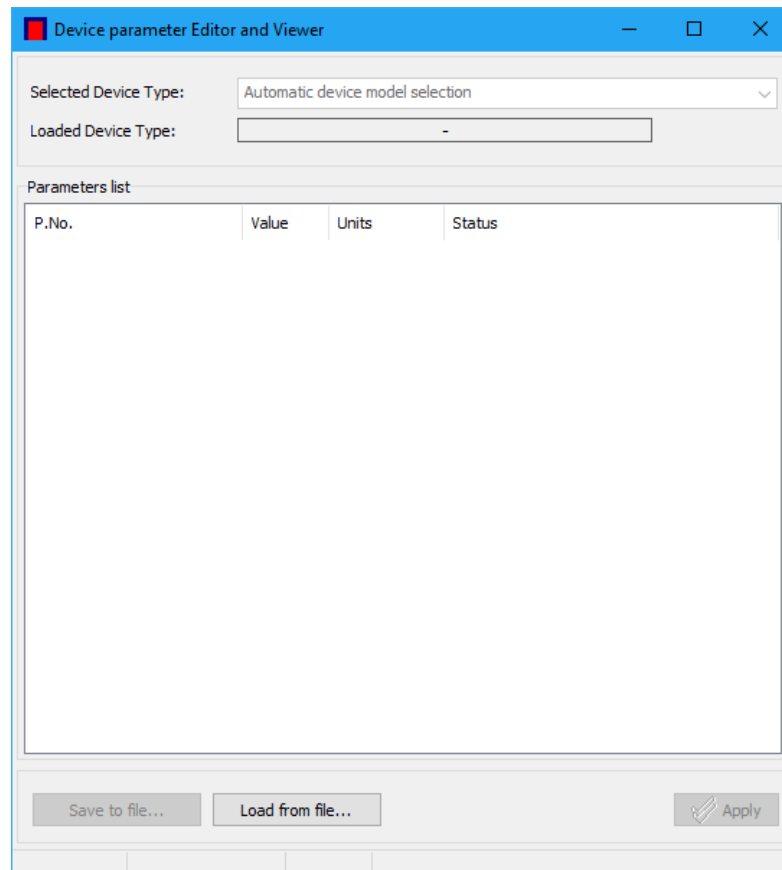 Device parameter Editor and Viewer
Selected Device Type: Automatic device model selection
Loaded Device Type: -
Parameters list
P.No. Value Units Status
Save to file... Load from file... Apply